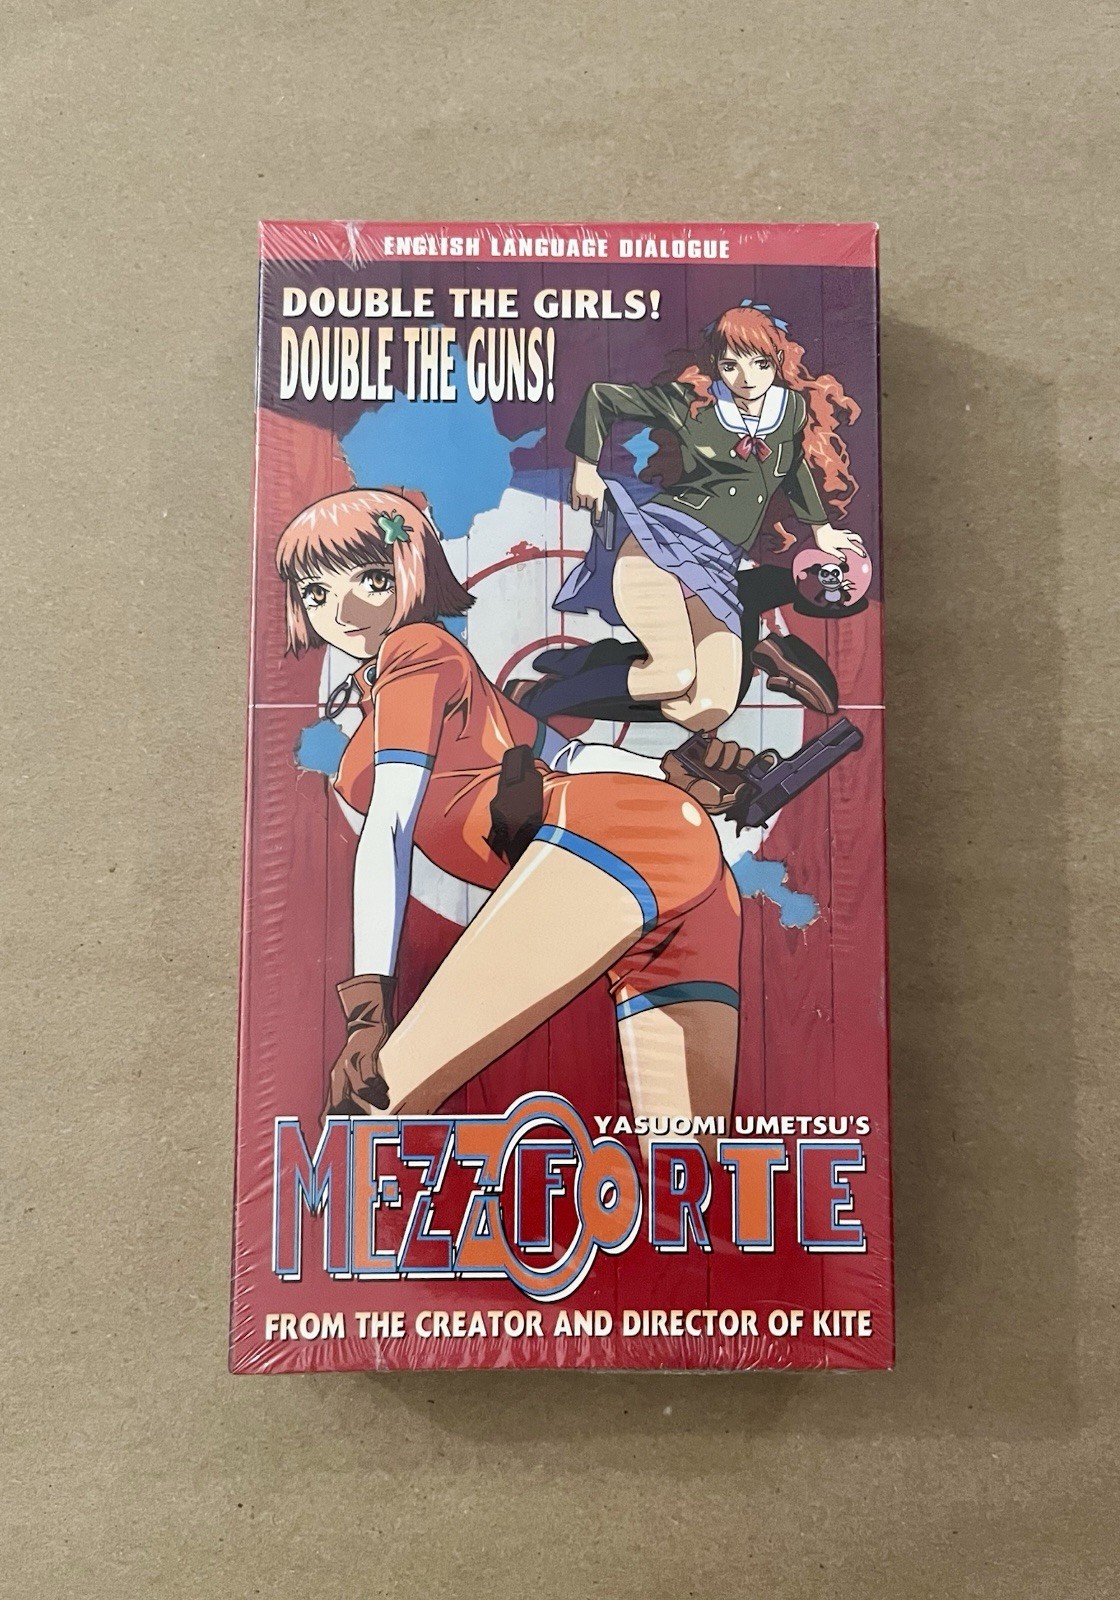 ENGLISH LANGUAGE DIALOGUE
DOUBLE THE GIRLS!
DOUBLE THE GUNS!
YASUOMI UMETSU'S
MEZZO FORTE
FROM THE CREATOR AND DIRECTOR OF KITE